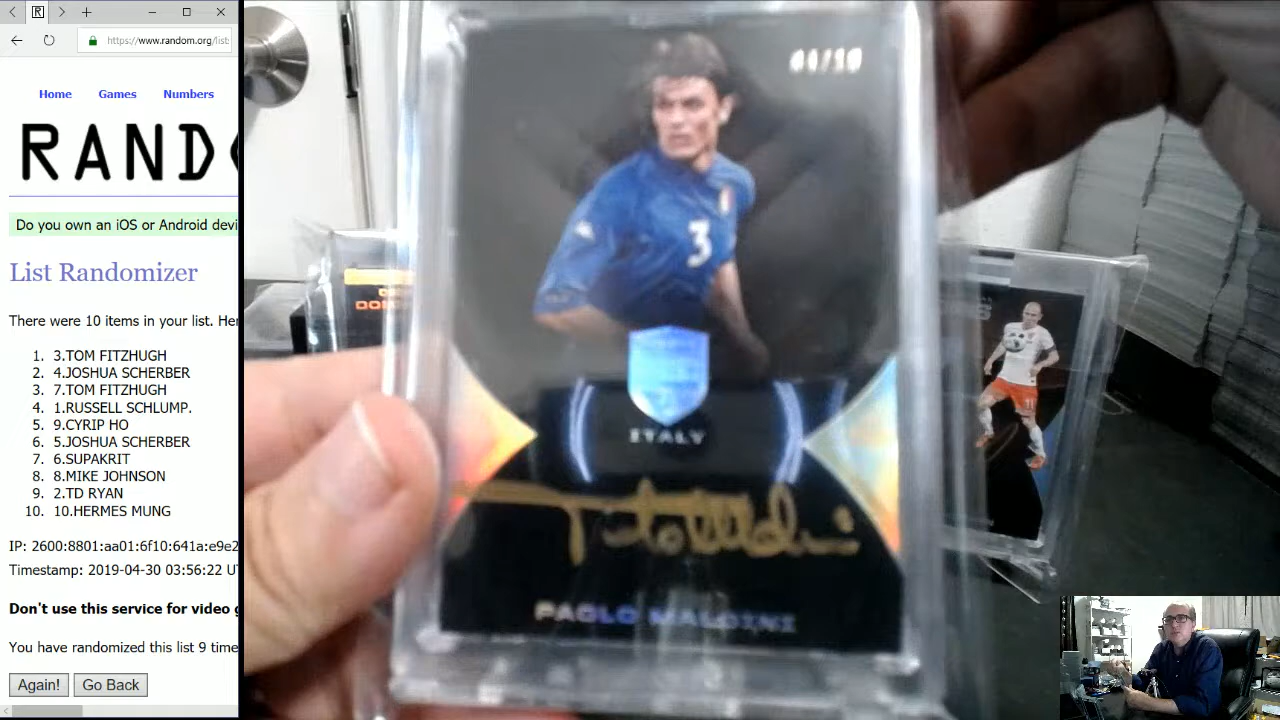 https://www.random.org/list
Home Games Numbers
RAND
Do you own an iOS or Android devi
List Randomizer
There were 10 items in your list. Her
1. 3.TOM FITZHUGH
2. 4.JOSHUA SCHERBER
3. 7.TOM FITZHUGH
4. 1.RUSSELL SCHLUMP.
5. 9.CYRIP HO
6. 5.JOSHUA SCHERBER
7. 6.SUPAKRIT
8. 8.MIKE JOHNSON
9. 2.TD RYAN
10. 10.HERMES MUNG
IP: 2600:8801:aa01:6f10:641a:e9e2
Timestamp: 2019-04-30 03:56:22 U
Don't use this service for video g
You have randomized this list 9 time
Again! Go Back
3
ITALY
PAOLO MALDINI
11